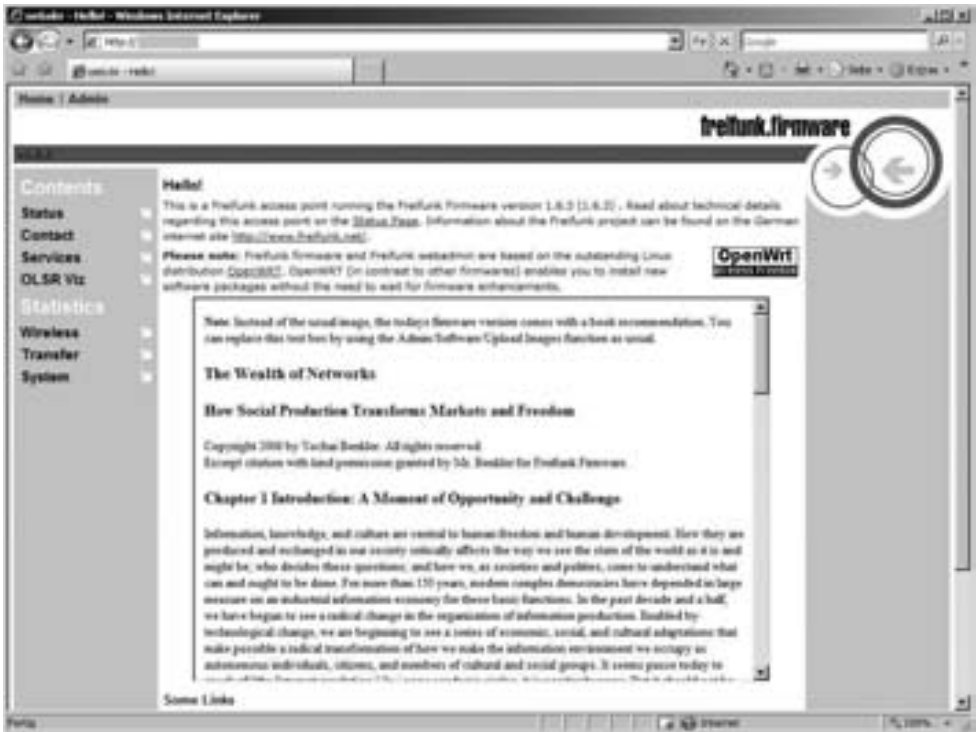 - Hello! - Windows Internet Explorer
http://
Google
- Hello!
Home | Admin
freifunk.firmware
Contents
Status
Contact
Services
OLSR Viz
Statistics
Wireless
Transfer
System
Hello!
This is a Freifunk access point running the Freifunk Firmware version 1.6.3 (1.6.3) . Read about technical details
regarding this access point on the Status Page. Information about the Freifunk project can be found on the German
internet site http://www.freifunk.net/.
Please note: Freifunk firmware and Freifunk webadmin are based on the outstanding Linux
distribution OpenWRT. OpenWRT (in contrast to other firmwares) enables you to install new
software packages without the need to wait for firmware enhancements.
OpenWrt
Note: Instead of the usual image, the todays firmware version comes with a book recommendation. You
can replace this text box by using the Admin/Software/Upload Images function as usual.
The Wealth of Networks
How Social Production Transforms Markets and Freedom
Copyright 2006 by Yochai Benkler. All rights reserved.
Except citation with kind permission granted by Mr. Benkler for Freifunk Firmware.
Chapter 1 Introduction: A Moment of Opportunity and Challenge
Information, knowledge, and culture are central to human freedom and human development. How they are
produced and exchanged in our society critically affects the way we see the state of the world as it is and
might be; who decides these questions; and how we, as societies and polities, come to understand what
can and ought to be done. For more than 150 years, modern complex democracies have depended in large
measure on an industrial information economy for these basic functions. In the past decade and a half,
we have begun to see a radical change in the organization of information production. Enabled by
technological change, we are beginning to see a series of economic, social, and cultural adaptations that
make possible a radical transformation of how we make the information environment we occupy as
autonomous individuals, citizens, and members of cultural and social groups. It seems passe today to
Some Links
Fertig
Internet
100%